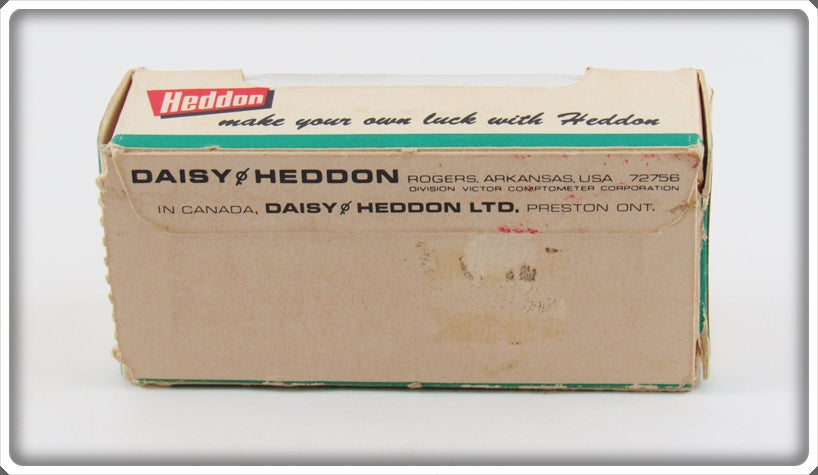 Heddon
make your own luck with Heddon
DAISY HEDDON ROGERS, ARKANSAS, USA 72756
DIVISION VICTOR COMPTOMETER CORPORATION
IN CANADA, DAISY HEDDON LTD. PRESTON ONT.